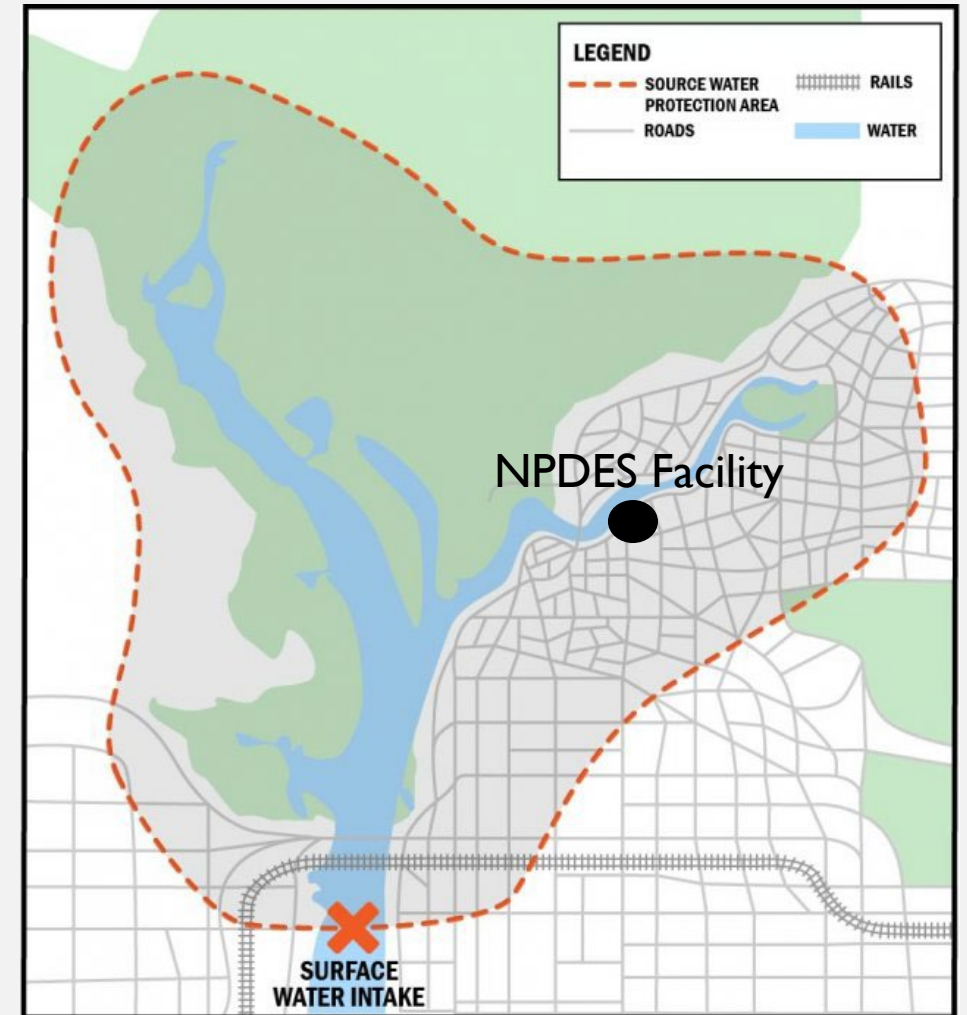 LEGEND
SOURCE WATER
PROTECTION AREA
ROADS
RAILS
WATER
NPDES Facility
SURFACE
WATER INTAKE